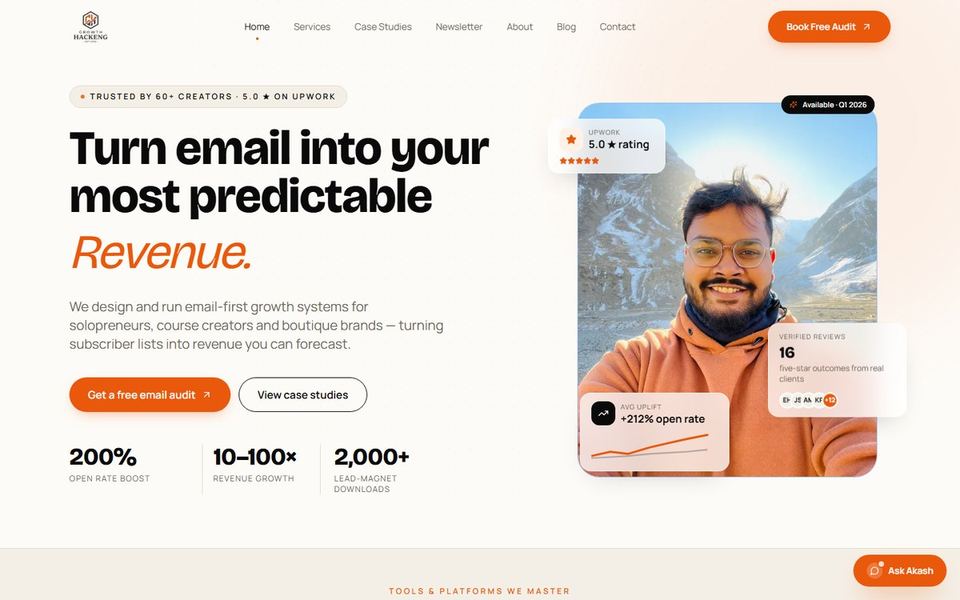 GROWTH
HACKENG
Home
Services
Case Studies
Newsletter
About
Blog
Contact
Book Free Audit
TRUSTED BY 60+ CREATORS · 5.0 ★ ON UPWORK
Turn email into your
most predictable
Revenue.
We design and run email-first growth systems for
solopreneurs, course creators and boutique brands — turning
subscriber lists into revenue you can forecast.
Get a free email audit
View case studies
200%
OPEN RATE BOOST
10–100×
REVENUE GROWTH
2,000+
LEAD-MAGNET
DOWNLOADS
Available · Q1 2026
UPWORK
5.0 ★ rating
VERIFIED REVIEWS
16
five-star outcomes from real
clients
+12
AVG UPLIFT
+212% open rate
TOOLS & PLATFORMS WE MASTER
Ask Akash